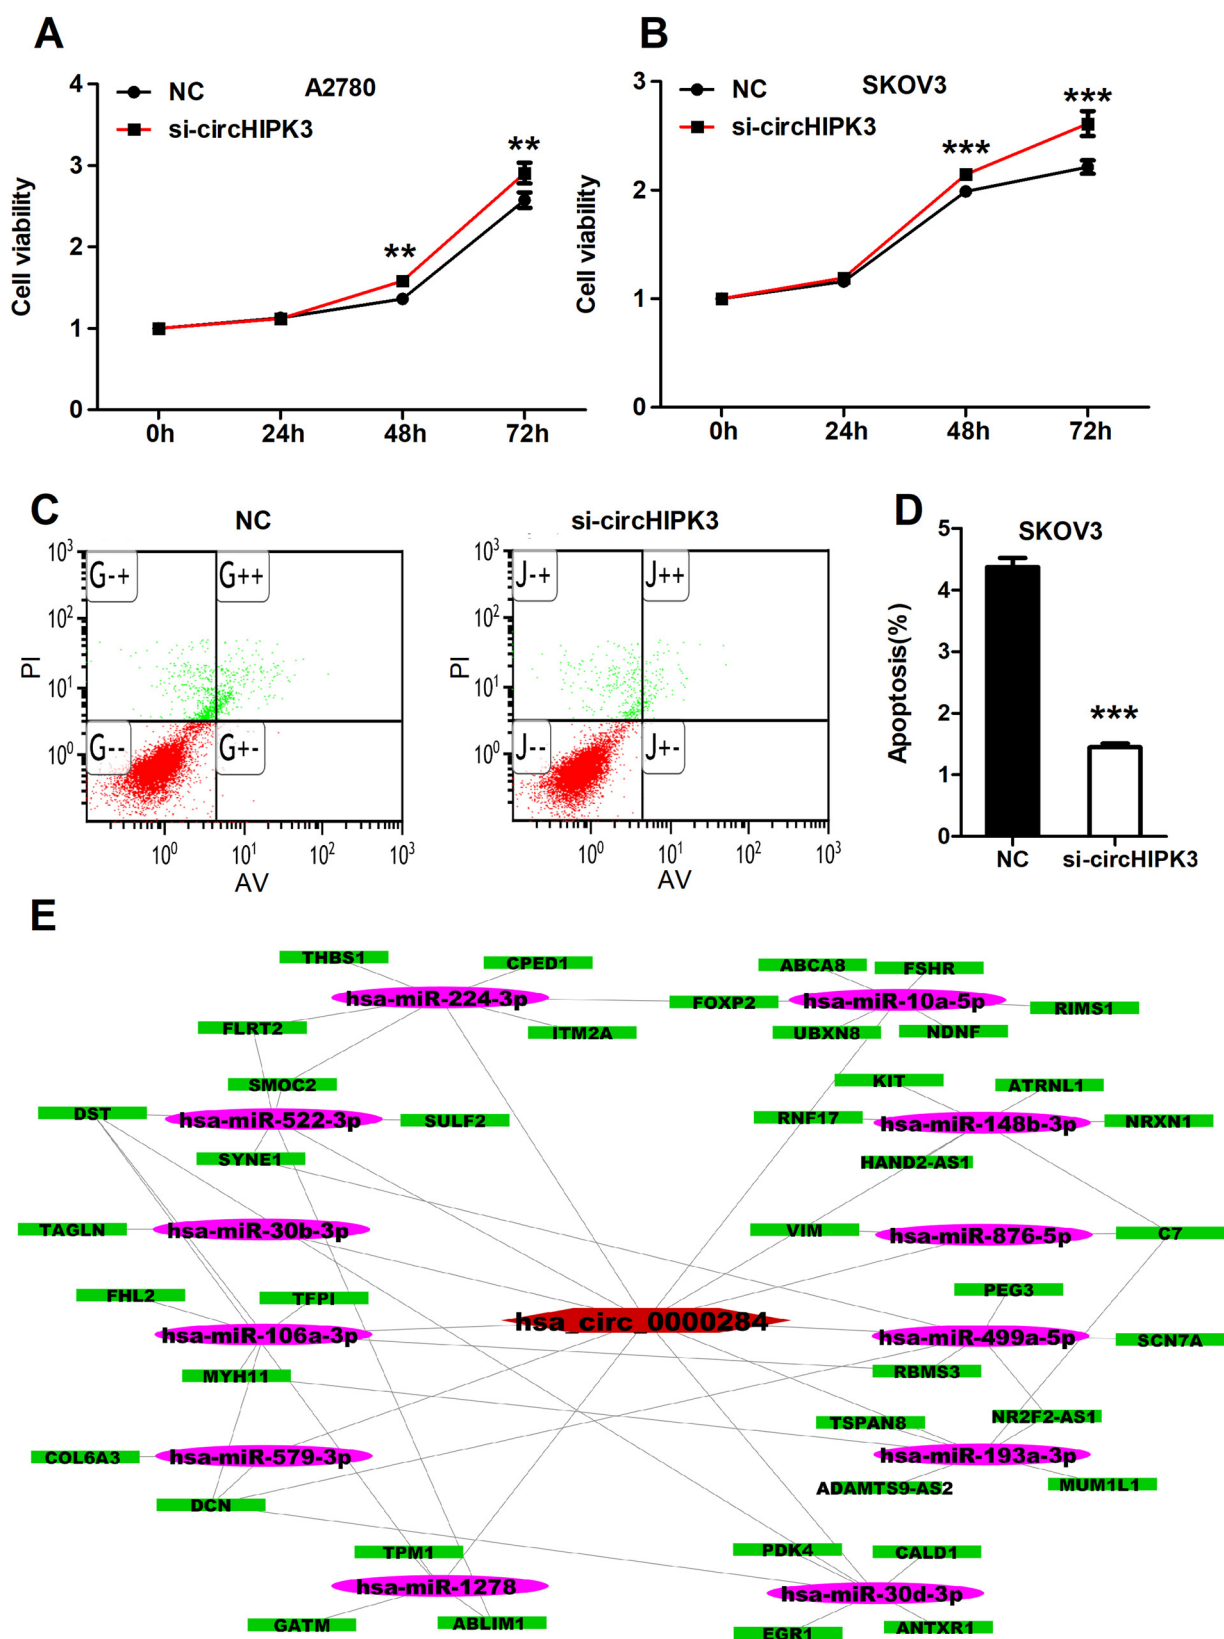 A
B
NC
si-circHIPK3
A2780
**
**
4
3
2
1
0
Cell viability
0h
24h
48h
72h
NC
si-circHIPK3
SKOV3
***
***
3
2
1
0
Cell viability
0h
24h
48h
72h
C
D
NC
G-+
G++
G--
G+-
10³
10²
10¹
10⁰
PI
10⁰
10¹
10²
10³
AV
si-circHIPK3
J-+
J++
J--
J+-
10³
10²
10¹
10⁰
PI
10⁰
10¹
10²
10³
AV
SKOV3
***
5
4
3
2
1
0
Apoptosis(%)
NC
si-circHIPK3
E
THBS1
CPED1
ABCA8
FSHR
hsa-miR-224-3p
FOXP2
hsa-miR-10a-5p
RIMS1
FLRT2
ITM2A
UBXN8
NDNF
SMOC2
KIT
ATRNL1
DST
hsa-miR-522-3p
SULF2
RNF17
hsa-miR-148b-3p
NRXN1
SYNE1
HAND2-AS1
TAGLN
hsa-miR-30b-3p
VIM
hsa-miR-876-5p
C7
FHL2
TFPI
PEG3
hsa_circ_0000284
hsa-miR-106a-3p
hsa-miR-499a-5p
SCN7A
MYH11
RBMS3
TSPAN8
NR2F2-AS1
COL6A3
hsa-miR-579-3p
hsa-miR-193a-3p
ADAMTS9-AS2
MUM1L1
DCN
TPM1
PDK4
CALD1
hsa-miR-1278
hsa-miR-30d-3p
GATM
ABLIM1
EGR1
ANTXR1